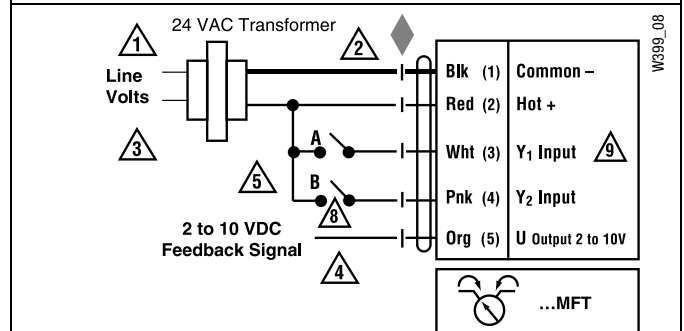 24 VAC Transformer
W399_08
1
2
Line
Volts
3
Blk (1) Common –
Red (2) Hot +
A
Wht (3) Y₁ Input 9
5
B
Pnk (4) Y₂ Input
8
2 to 10 VDC
Feedback Signal
Org (5) U Output 2 to 10V
4
...MFT